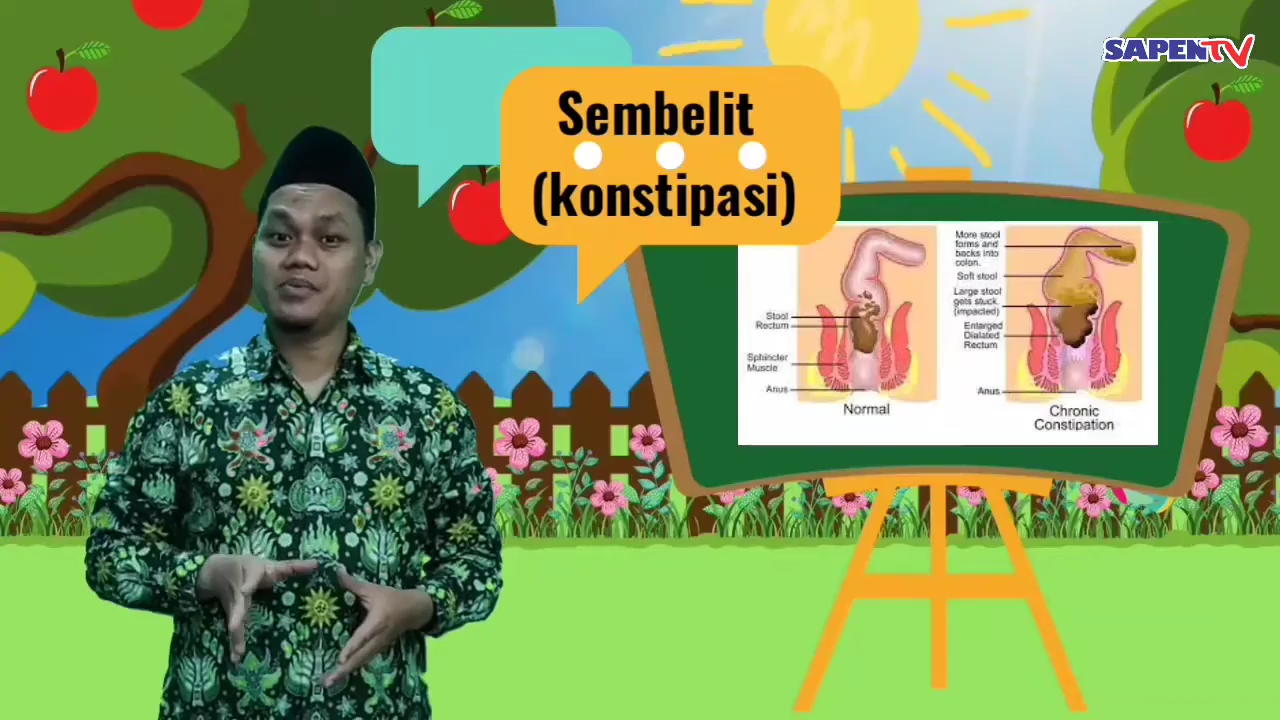 SAPENTV
Sembelit
(konstipasi)
Stool
Rectum
Sphincter
Muscle
Anus
Normal
More stool
forms and
backs into
colon.
Soft stool
Large stool
gets stuck.
(impacted)
Enlarged
Dialated
Rectum
Anus
Chronic
Constipation